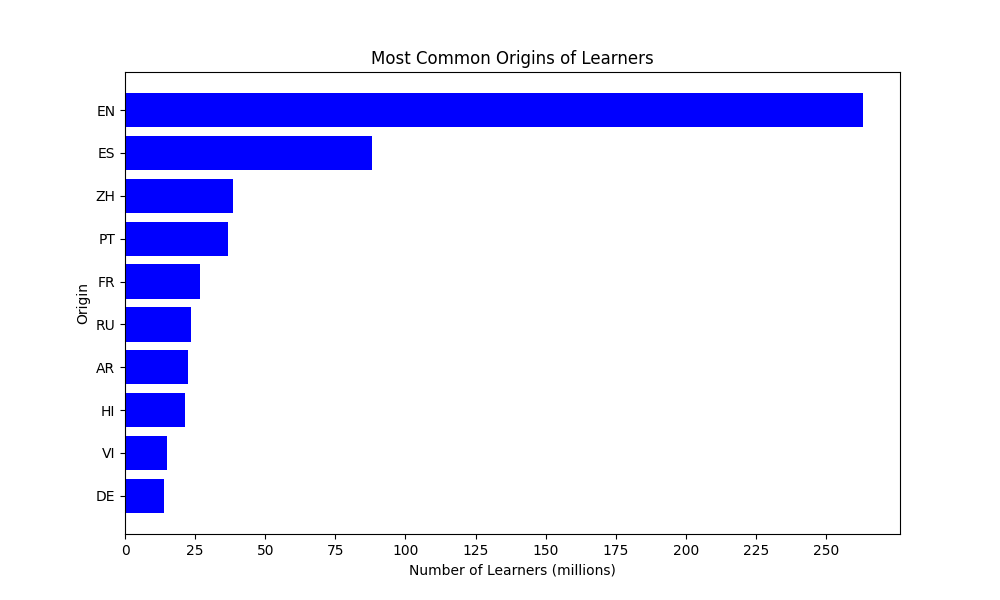 Most Common Origins of Learners
Origin
EN
ES
ZH
PT
FR
RU
AR
HI
VI
DE
0 25 50 75 100 125 150 175 200 225 250
Number of Learners (millions)